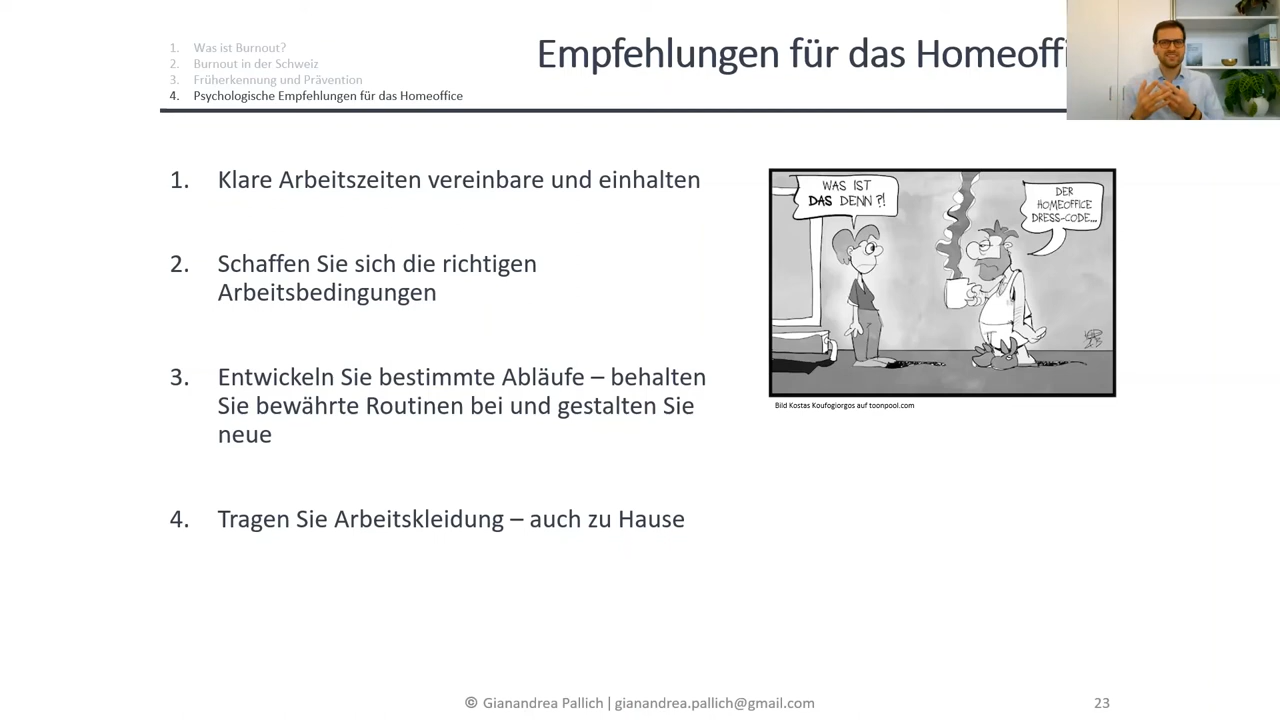 1. Was ist Burnout?
2. Burnout in der Schweiz
3. Früherkennung und Prävention
4. Psychologische Empfehlungen für das Homeoffice
Empfehlungen für das Homeoffi
1. Klare Arbeitszeiten vereinbare und einhalten
2. Schaffen Sie sich die richtigen
Arbeitsbedingungen
3. Entwickeln Sie bestimmte Abläufe – behalten
Sie bewährte Routinen bei und gestalten Sie
neue
4. Tragen Sie Arbeitskleidung – auch zu Hause
WAS IST
DAS DENN ?!
DER
HOMEOFFICE
DRESS-CODE...
Bild Kostas Koufogiorgos auf toonpool.com
© Gianandrea Pallich | gianandrea.pallich@gmail.com
23